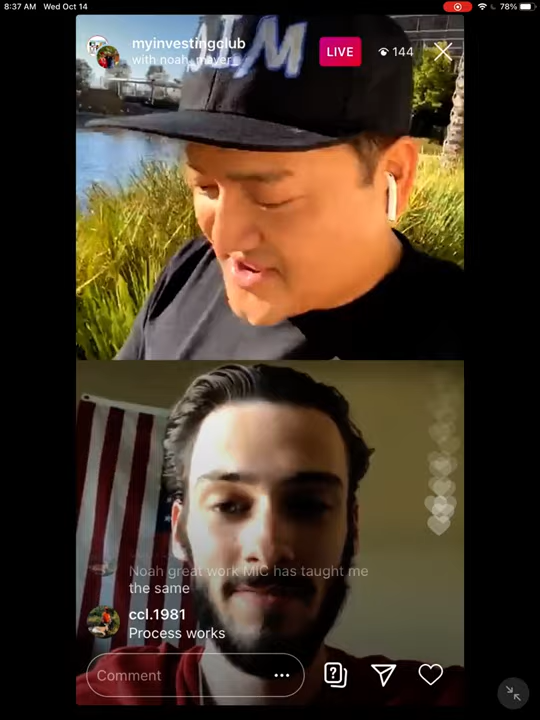 8:37 AM Wed Oct 14
78%
myinvestingclub
with noah_mayer
LIVE
144
M
Noah great work MIC has taught me
the same
ccl.1981
Process works
Comment